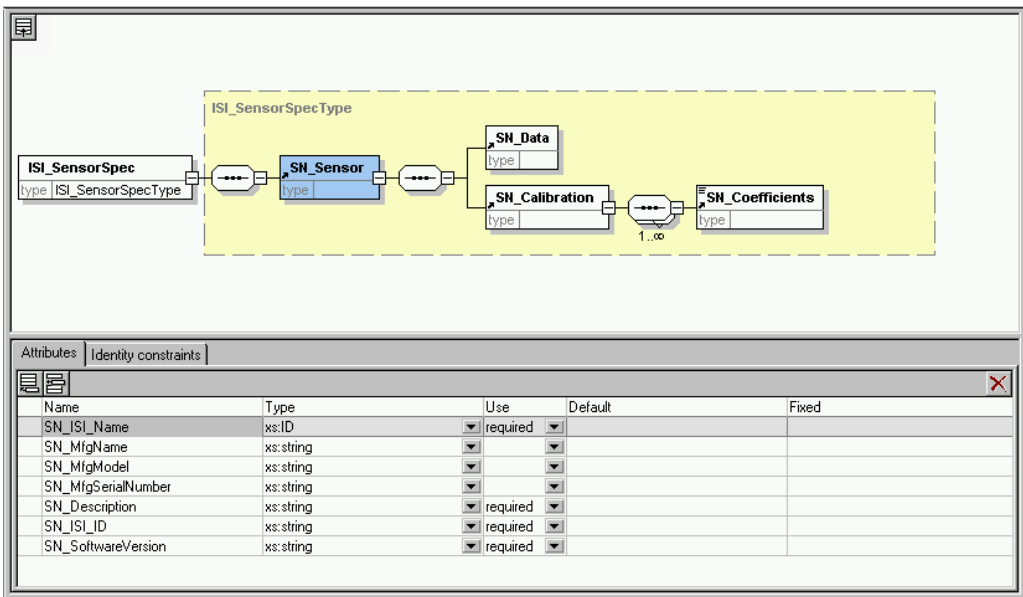 ISI_SensorSpecType
ISI_SensorSpec
type ISI_SensorSpecType
SN_Sensor
type
SN_Data
type
SN_Calibration
type
1..∞
SN_Coefficients
type
Attributes Identity constraints
Name Type Use Default Fixed
SN_ISI_Name xs:ID required
SN_MfgName xs:string
SN_MfgModel xs:string
SN_MfgSerialNumber xs:string
SN_Description xs:string required
SN_ISI_ID xs:string required
SN_SoftwareVersion xs:string required